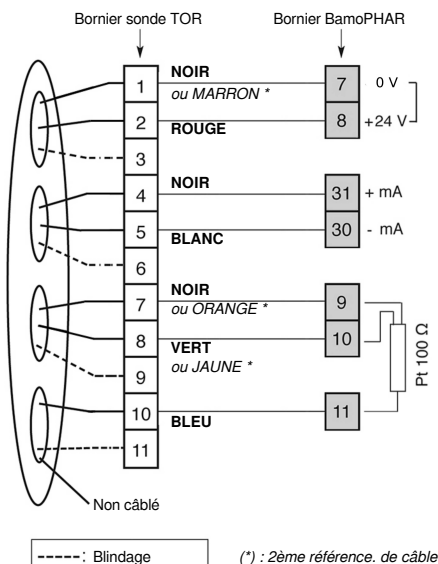 Bornier sonde TOR Bornier BamoPHAR
1 NOIR 7 0 V
ou MARRON *
2 ROUGE 8 +24 V
3
4 NOIR 31 + mA
5 BLANC 30 - mA
6
7 NOIR 9
ou ORANGE *
8 VERT 10
ou JAUNE *
9
Pt 100 Ω
10 BLEU 11
11
Non câblé
: Blindage (*) : 2ème référence. de câble